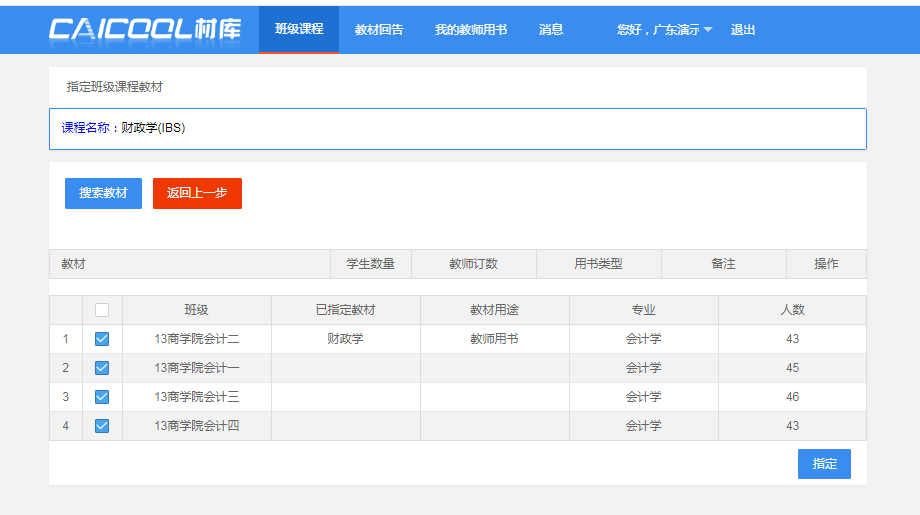 CAICOOL村库 班级课程 教材回告 我的教师用书 消息 您好，广东演示 退出
指定班级课程教材
课程名称：财政学(IBS)
搜索教材 返回上一步
教材 学生数量 教师订数 用书类型 备注 操作
班级 已指定教材 教材用途 专业 人数
1 13商学院会计二 财政学 教师用书 会计学 43
2 13商学院会计一 会计学 45
3 13商学院会计三 会计学 46
4 13商学院会计四 会计学 43
指定